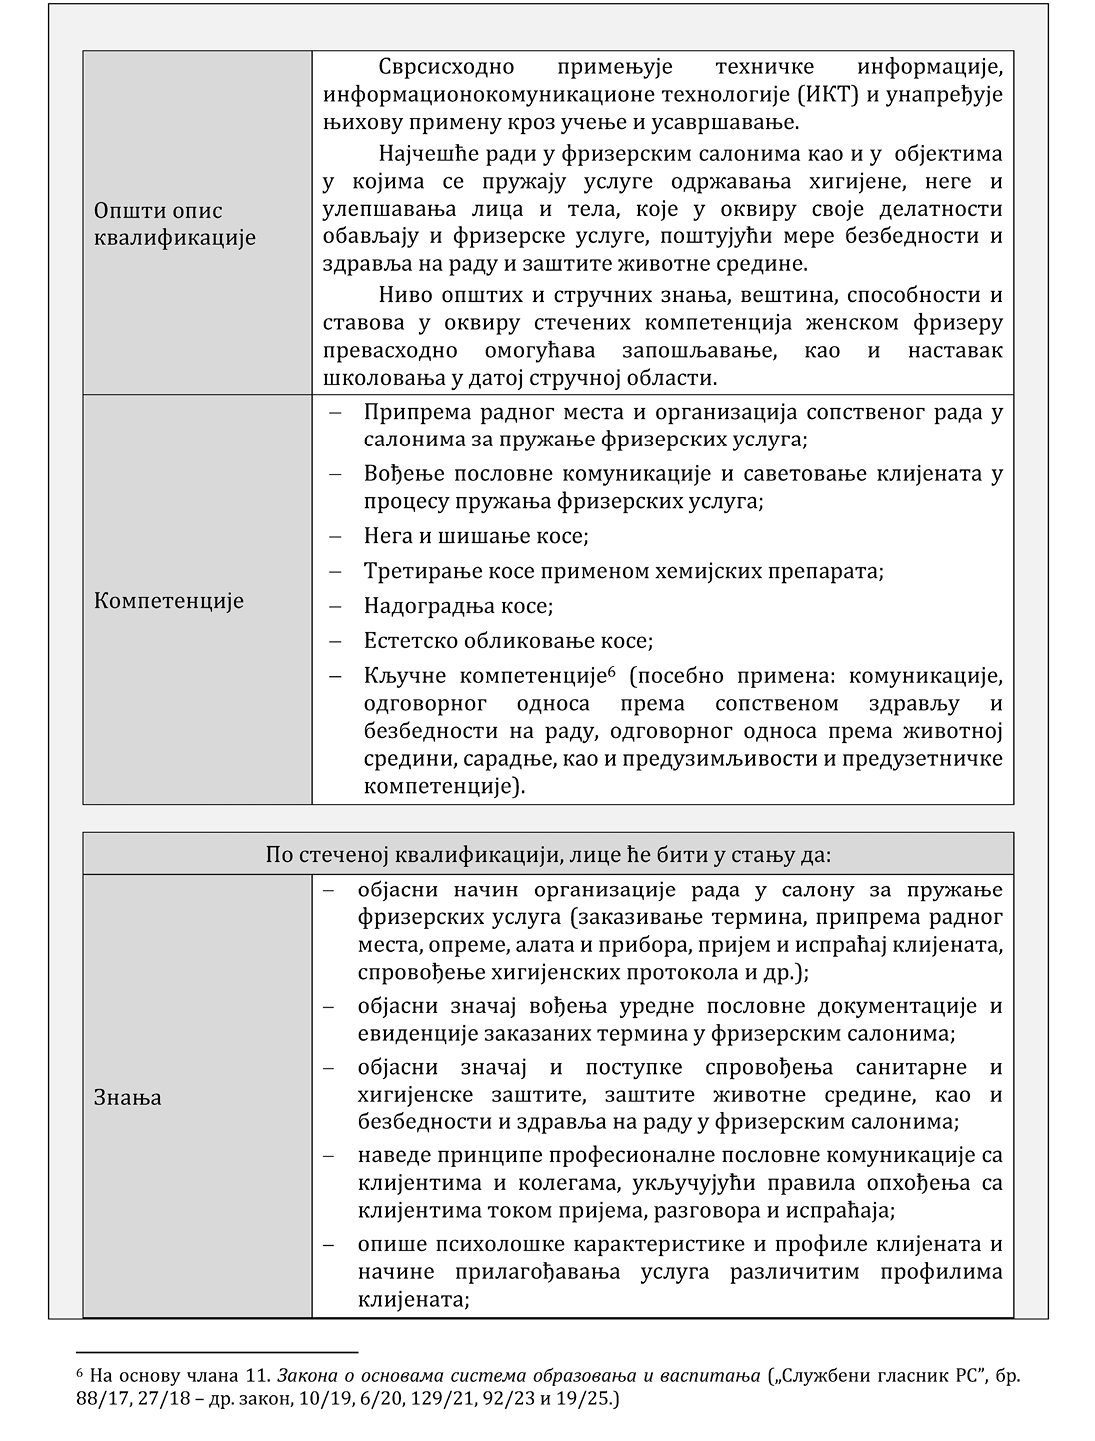 Сврсисходно примењује техничке информације,
информационокомуникационе технологије (ИКТ) и унапређује
њихову примену кроз учење и усавршавање.
Најчешће ради у фризерским салонима као и у објектима
у којима се пружају услуге одржавања хигијене, неге и
улепшавања лица и тела, које у оквиру своје делатности
обављају и фризерске услуге, поштујући мере безбедности и
здравља на раду и заштите животне средине.
Ниво општих и стручних знања, вештина, способности и
ставова у оквиру стечених компетенција женском фризеру
превасходно омогућава запошљавање, као и наставак
школовања у датој стручној области.
Општи опис
квалификације
– Припрема радног места и организација сопственог рада у
салонима за пружање фризерских услуга;
– Вођење пословне комуникације и саветовање клијената у
процесу пружања фризерских услуга;
– Нега и шишање косе;
– Третирање косе применом хемијских препарата;
– Надоградња косе;
– Естетско обликовање косе;
– Кључне компетенције⁶ (посебно примена: комуникације,
одговорног односа према сопственом здрављу и
безбедности на раду, одговорног односа према животној
средини, сарадње, као и предузимљивости и предузетничке
компетенције).
Компетенције
По стеченој квалификацији, лице ће бити у стању да:
– објасни начин организације рада у салону за пружање
фризерских услуга (заказивање термина, припрема радног
места, опреме, алата и прибора, пријем и испраћај клијената,
спровођење хигијенских протокола и др.);
– објасни значај вођења уредне пословне документације и
евиденције заказаних термина у фризерским салонима;
– објасни значај и поступке спровођења санитарне и
хигијенске заштите, заштите животне средине, као и
безбедности и здравља на раду у фризерским салонима;
– наведе принципе професионалне пословне комуникације са
клијентима и колегама, укључујући правила опхођења са
клијентима током пријема, разговора и испраћаја;
– опише психолошке карактеристике и профиле клијената и
начине прилагођавања услуга различитим профилима
клијената;
Знања
⁶ На основу члана 11. Закона о основама система образовања и васпитања („Службени гласник РС”, бр.
88/17, 27/18 – др. закон, 10/19, 6/20, 129/21, 92/23 и 19/25.)